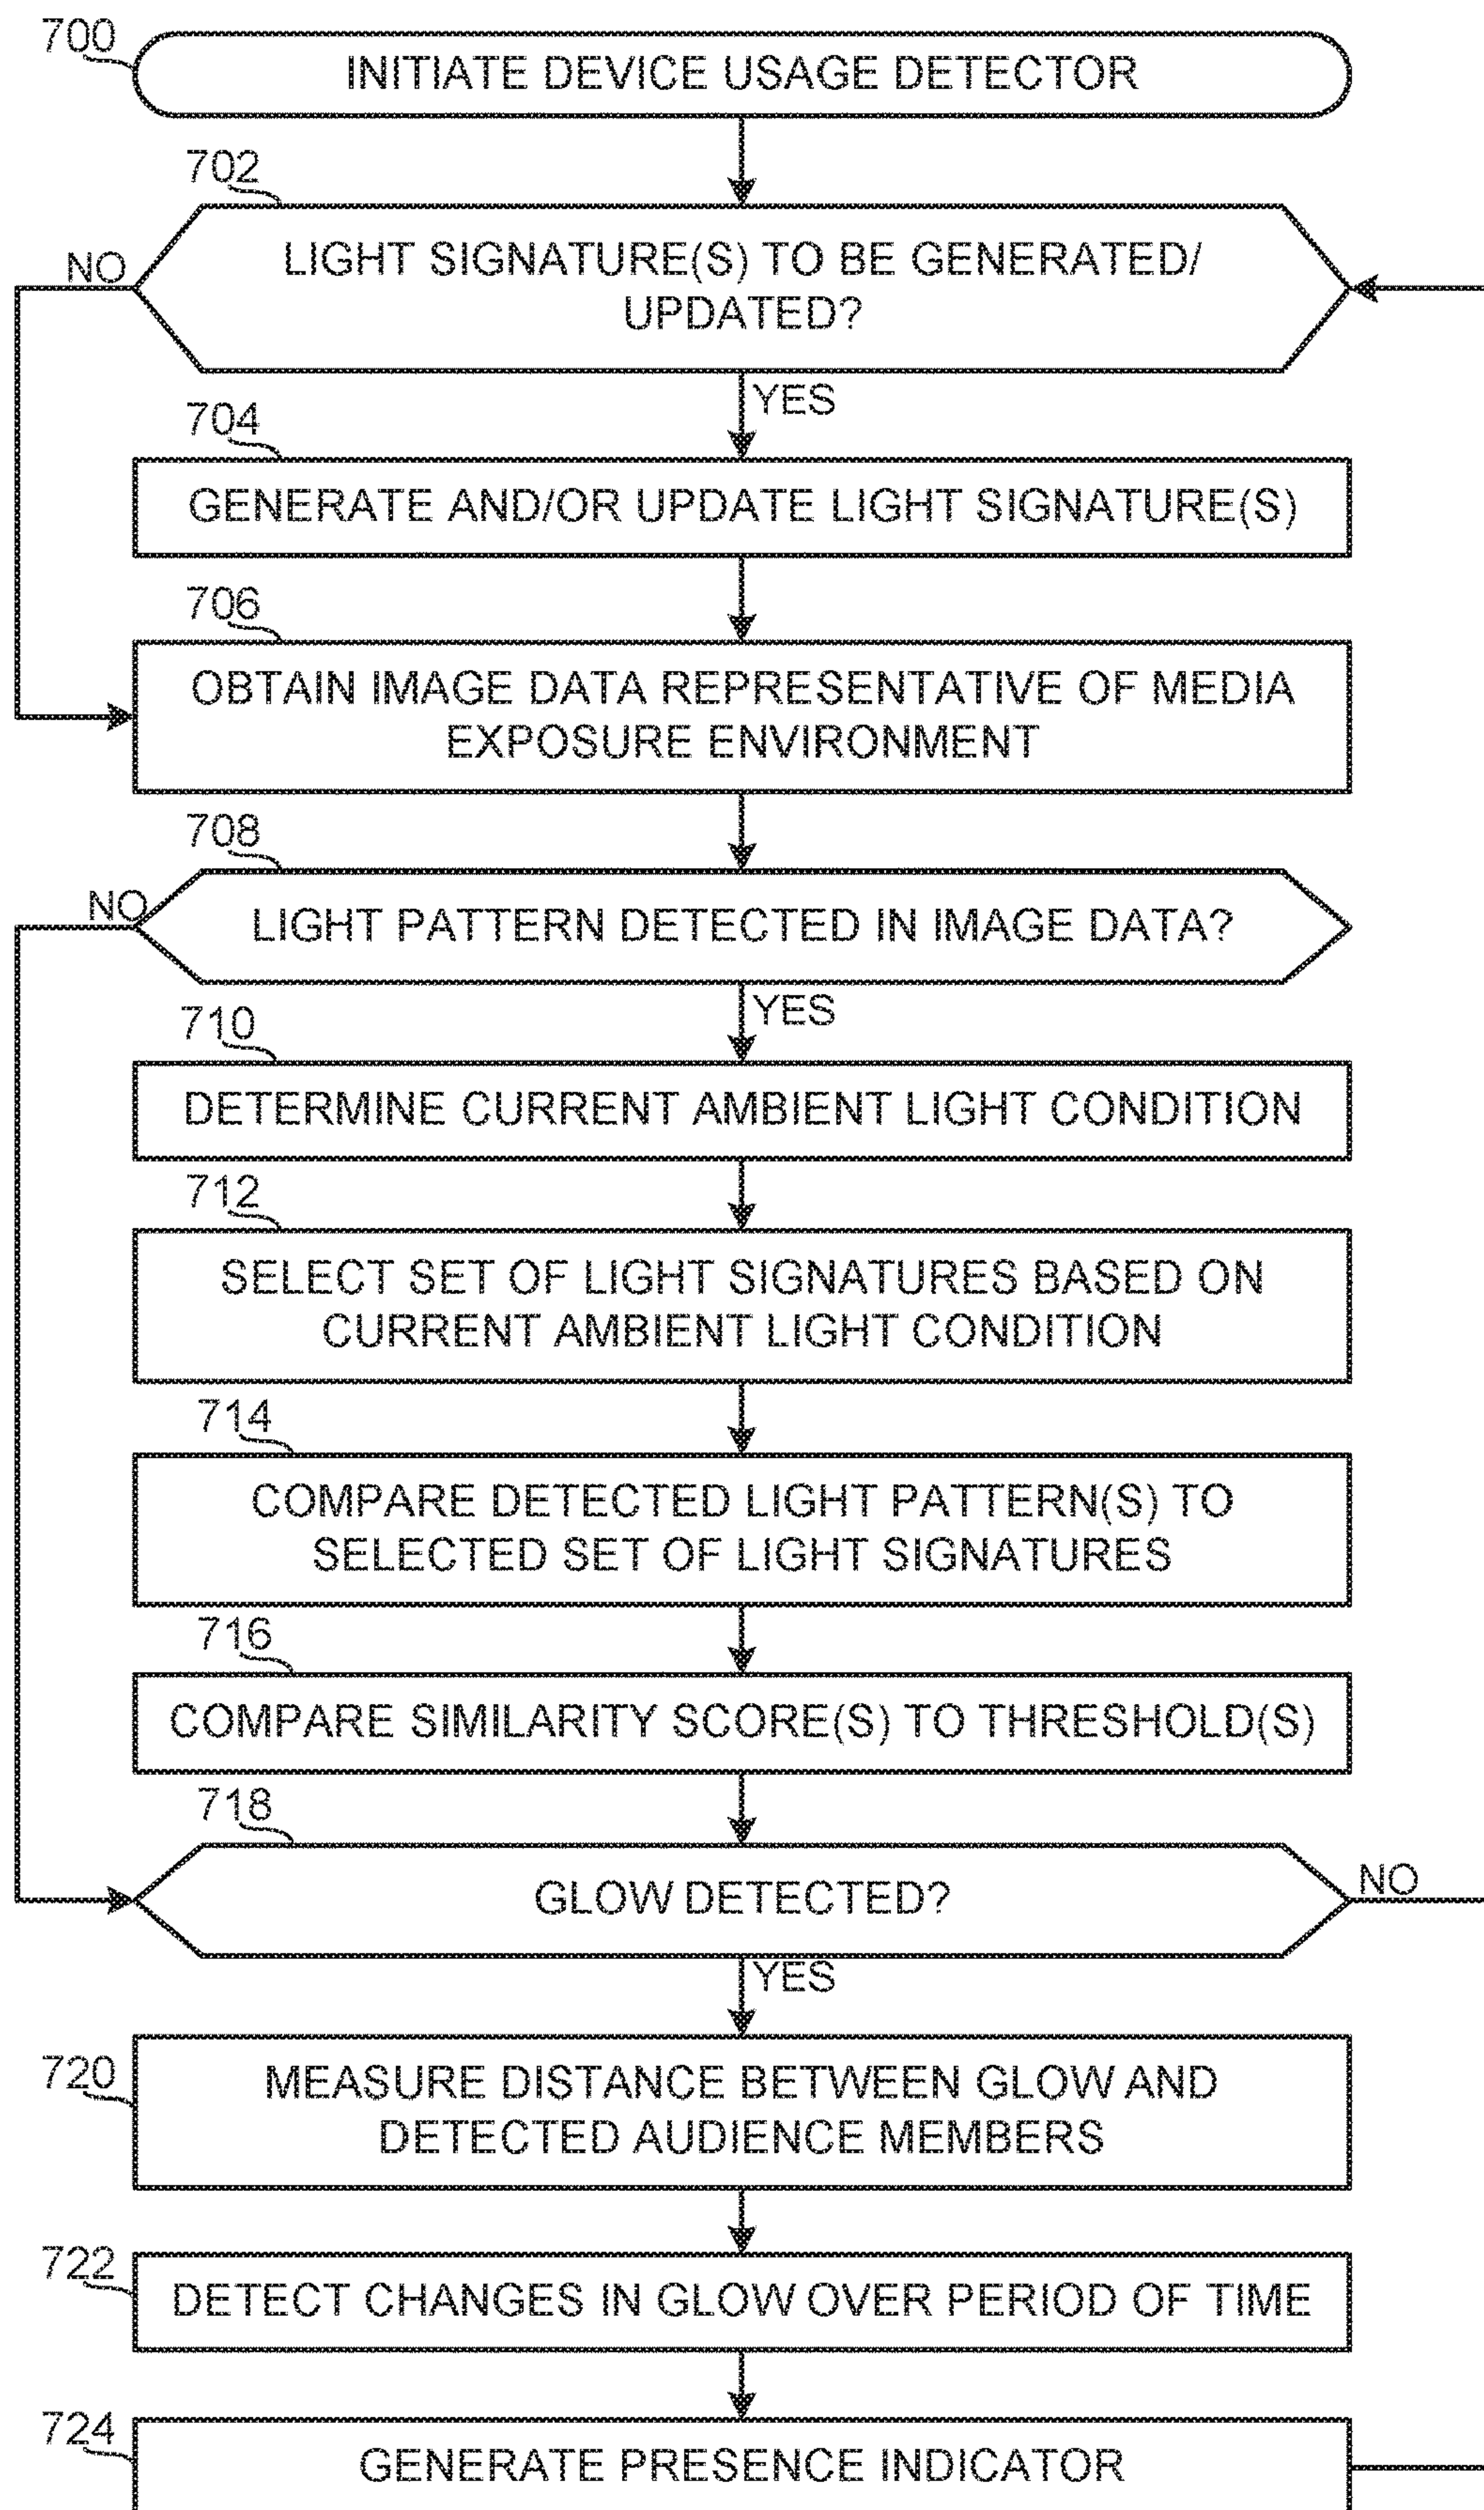 700
INITIATE DEVICE USAGE DETECTOR
702
NO
LIGHT SIGNATURE(S) TO BE GENERATED/
UPDATED?
YES
704
GENERATE AND/OR UPDATE LIGHT SIGNATURE(S)
706
OBTAIN IMAGE DATA REPRESENTATIVE OF MEDIA
EXPOSURE ENVIRONMENT
708
NO
LIGHT PATTERN DETECTED IN IMAGE DATA?
YES
710
DETERMINE CURRENT AMBIENT LIGHT CONDITION
712
SELECT SET OF LIGHT SIGNATURES BASED ON
CURRENT AMBIENT LIGHT CONDITION
714
COMPARE DETECTED LIGHT PATTERN(S) TO
SELECTED SET OF LIGHT SIGNATURES
716
COMPARE SIMILARITY SCORE(S) TO THRESHOLD(S)
718
GLOW DETECTED?
NO
YES
720
MEASURE DISTANCE BETWEEN GLOW AND
DETECTED AUDIENCE MEMBERS
722
DETECT CHANGES IN GLOW OVER PERIOD OF TIME
724
GENERATE PRESENCE INDICATOR